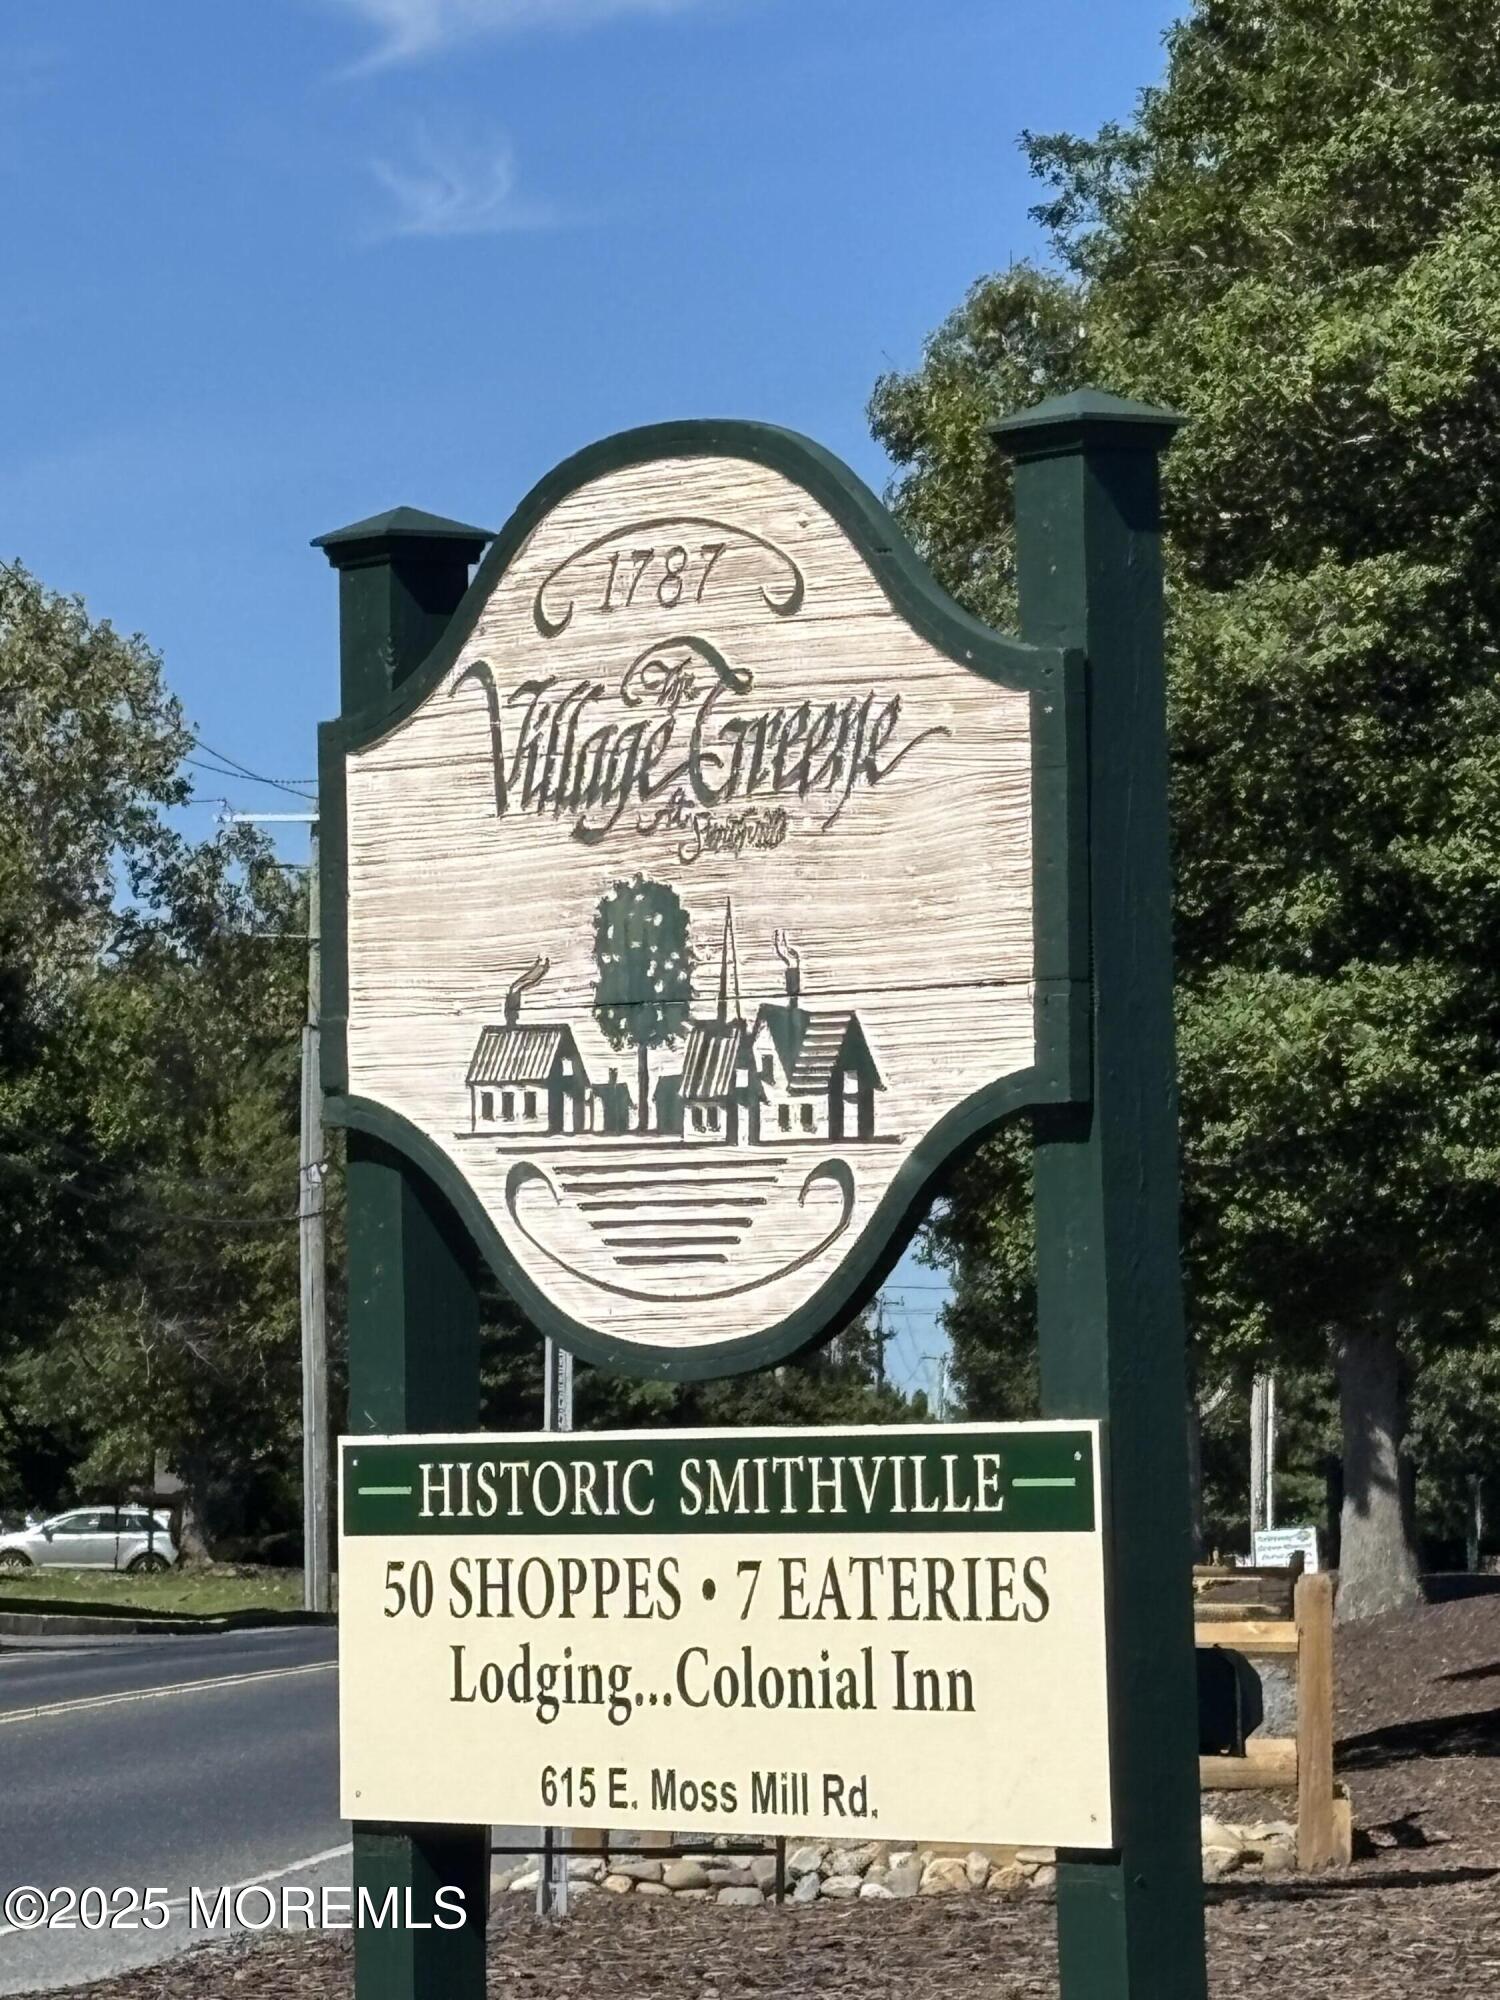 1787
The
Village Greene
At Smithville
HISTORIC SMITHVILLE
50 SHOPPES • 7 EATERIES
Lodging...Colonial Inn
615 E. Moss Mill Rd.
©2025 MOREMLS